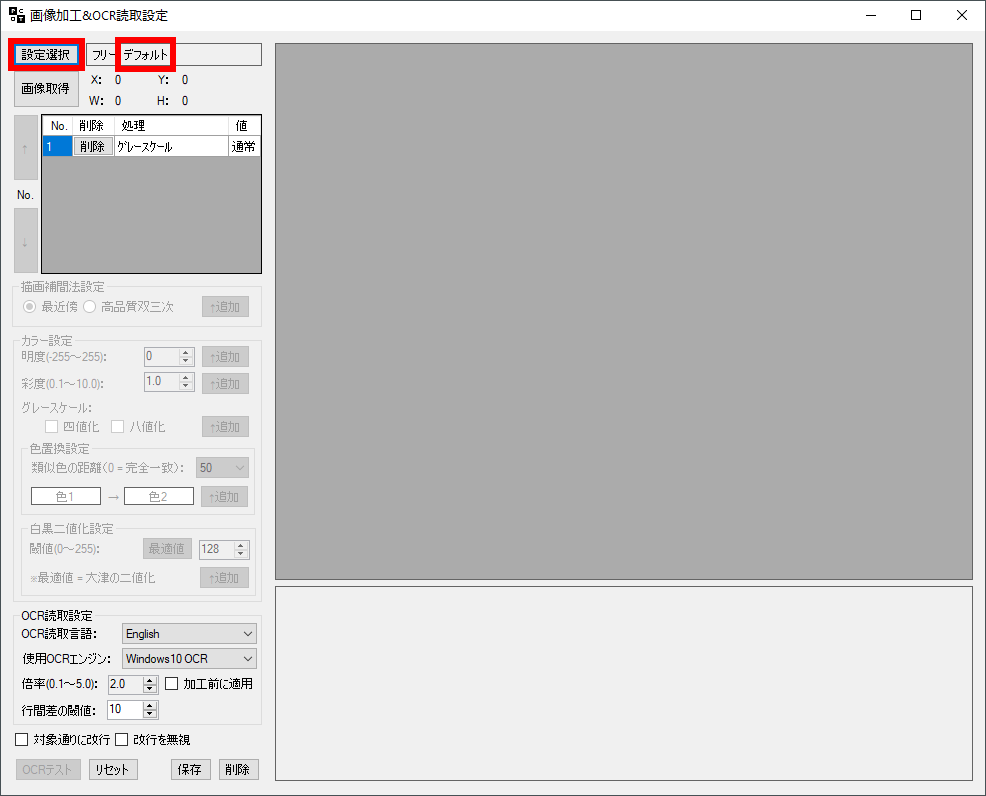 画像加工&OCR読取設定
設定選択 フリー デフォルト
画像取得 X: 0 Y: 0
W: 0 H: 0
No. 削除 処理 値
1 削除 グレースケール 通常
↑
No.
↓
描画補間法設定
最近傍 高品質双三次 ↑追加
カラー設定
明度(-255～255): 0 ↑追加
彩度(0.1～10.0): 1.0 ↑追加
グレースケール:
四値化 八値化 ↑追加
色置換設定
類似色の距離(0 = 完全一致): 50
色1 → 色2 ↑追加
白黒二値化設定
閾値(0～255): 最適値 128
※最適値 = 大津の二値化 ↑追加
OCR読取設定
OCR読取言語: English
使用OCRエンジン: Windows10 OCR
倍率(0.1～5.0): 2.0 加工前に適用
行間差の閾値: 10
対象通りに改行 改行を無視
OCRテスト リセット 保存 削除